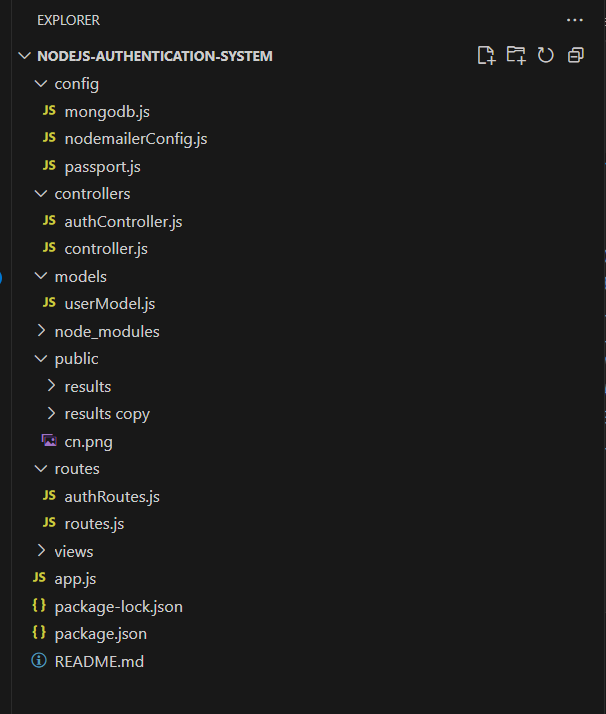 EXPLORER
NODEJS-AUTHENTICATION-SYSTEM
config
JS mongodb.js
JS nodemailerConfig.js
JS passport.js
controllers
JS authController.js
JS controller.js
models
JS userModel.js
node_modules
public
results
results copy
cn.png
routes
JS authRoutes.js
JS routes.js
views
JS app.js
{} package-lock.json
{} package.json
README.md